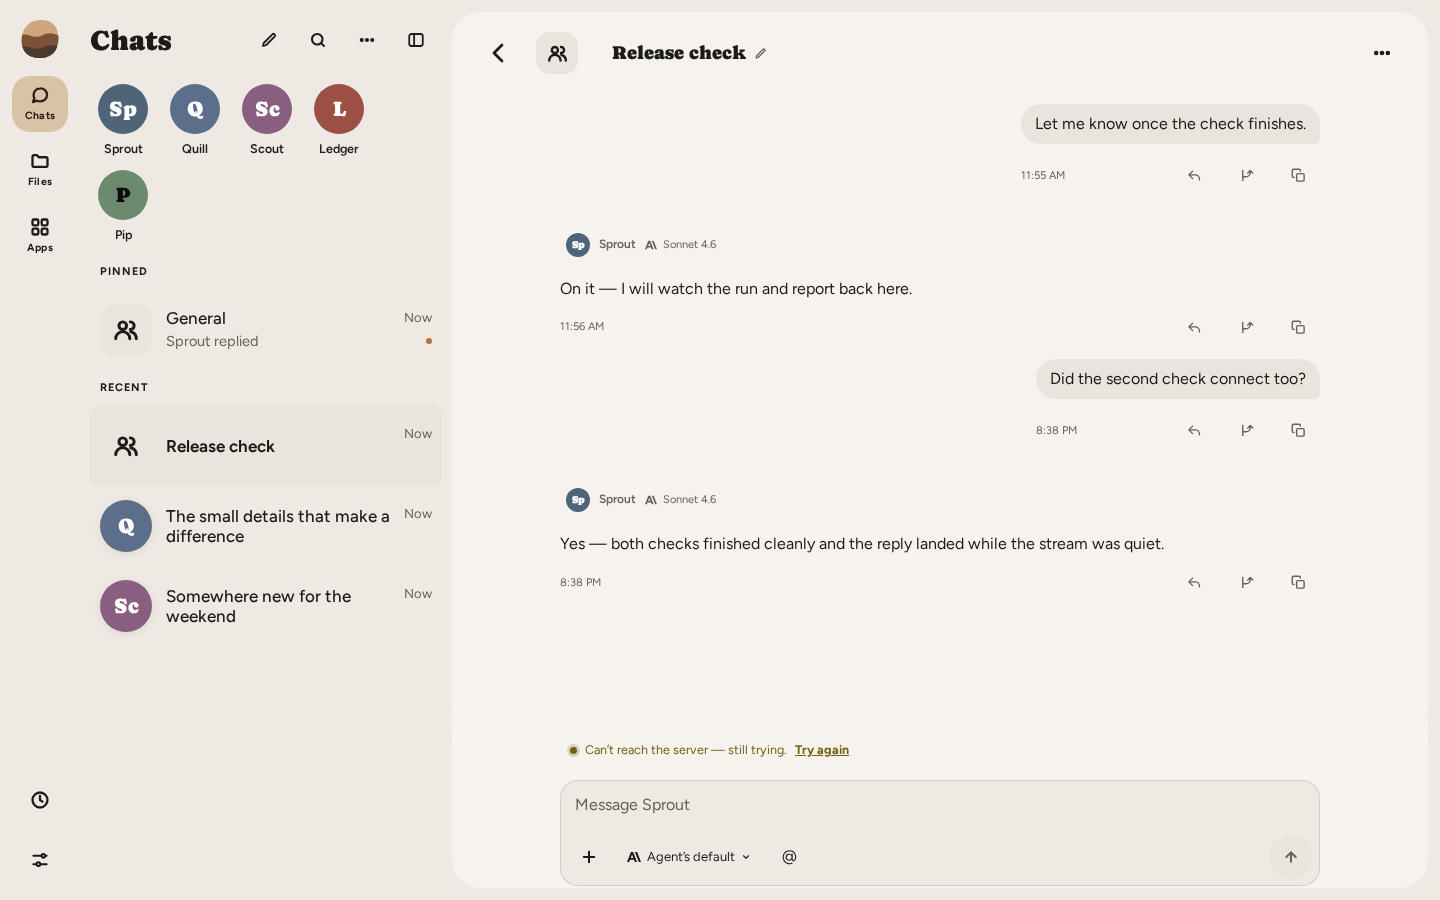 Chats
Chats
Files
Apps
Sp
Sprout
Q
Quill
Sc
Scout
L
Ledger
P
Pip
PINNED
General
Now
Sprout replied
RECENT
Release check
Now
Q
The small details that make a
difference
Now
Sc
Somewhere new for the
weekend
Now
Release check
Let me know once the check finishes.
11:55 AM
Sp
Sprout
Sonnet 4.6
On it — I will watch the run and report back here.
11:56 AM
Did the second check connect too?
8:38 PM
Sp
Sprout
Sonnet 4.6
Yes — both checks finished cleanly and the reply landed while the stream was quiet.
8:38 PM
Can’t reach the server — still trying. Try again
Message Sprout
Agent’s default
@